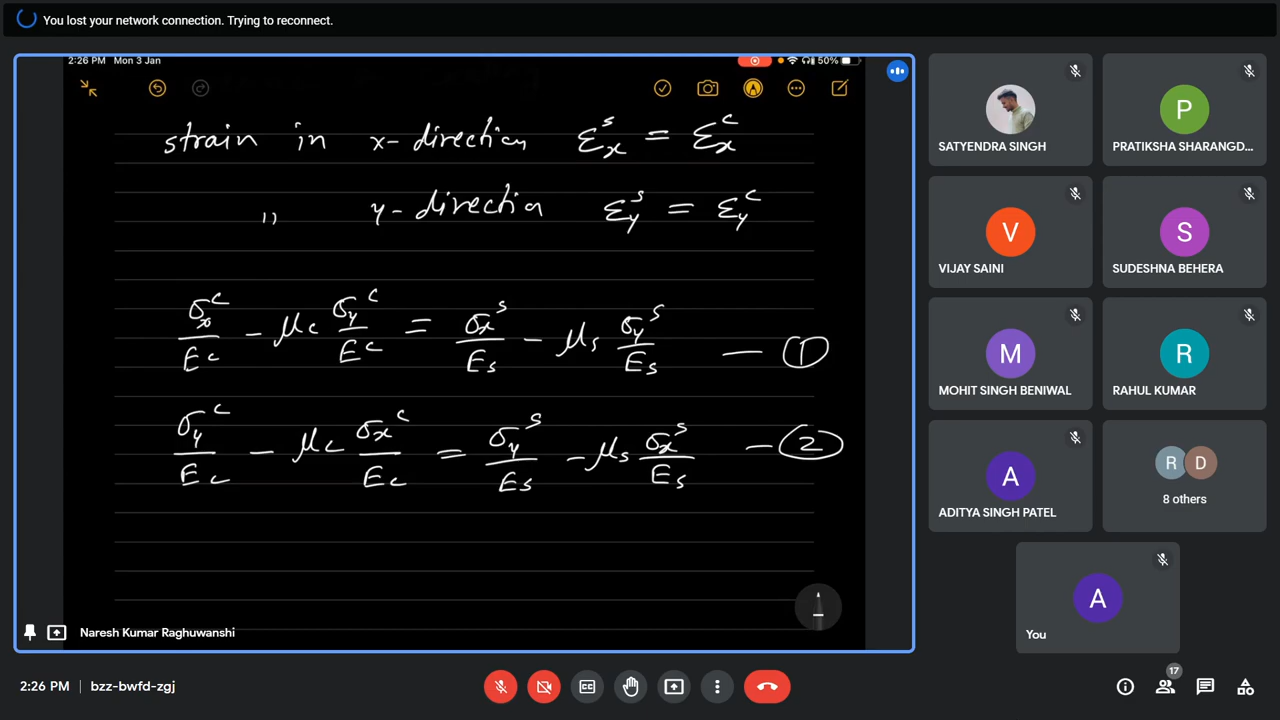 You lost your network connection. Trying to reconnect.
2:26 PM Mon 3 Jan
50%
strain in x-direction ε_x^s = ε_x^c
" y-directin ε_y^s = ε_y^c
σ_x^c/E^c - μ_c σ_y^c/E^c = σ_x^s/E_s - μ_s σ_y^s/E_s — ①
σ_y^c/E_c - μ_c σ_x^c/E_c = σ_y^s/E_s - μ_s σ_x^s/E_s — ②
Naresh Kumar Raghuwanshi
SATYENDRA SINGH
P
PRATIKSHA SHARANGD...
V
VIJAY SAINI
S
SUDESHNA BEHERA
M
MOHIT SINGH BENIWAL
R
RAHUL KUMAR
A
ADITYA SINGH PATEL
R D
8 others
A
You
2:26 PM | bzz-bwfd-zgj
17